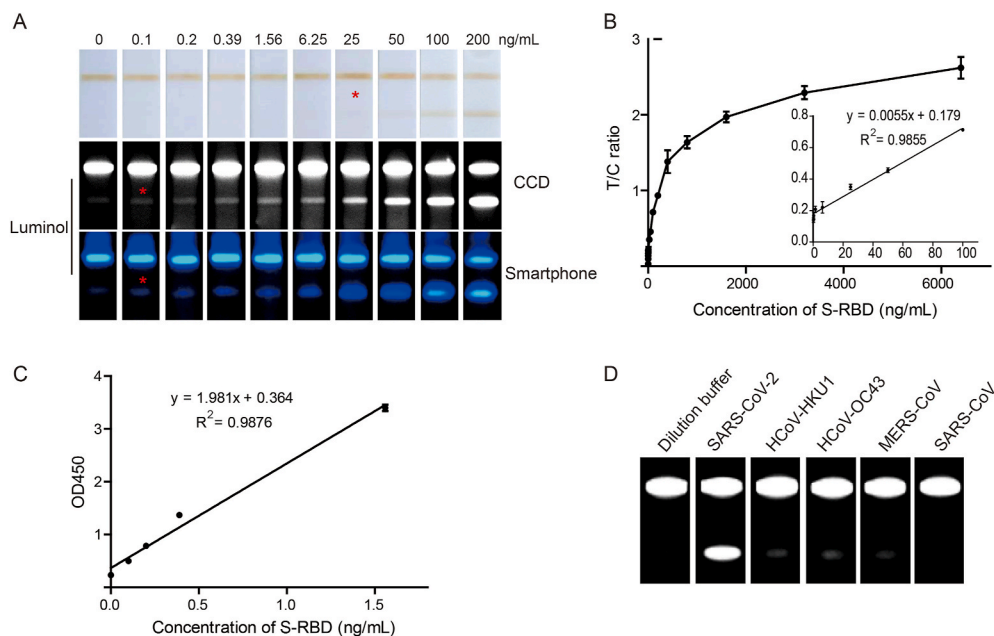 A
0 0.1 0.2 0.39 1.56 6.25 25 50 100 200 ng/mL
*
CCD
*
Luminol
Smartphone
*
B
3
2
1
0
T/C ratio
0 2000 4000 6000
Concentration of S-RBD (ng/mL)
0.8
0.6
0.4
0.2
0.0
0 20 40 60 80 100
y = 0.0055x + 0.179
R2 = 0.9855
C
4
3
2
1
OD450
0.0 0.5 1.0 1.5
Concentration of S-RBD (ng/mL)
y = 1.981x + 0.364
R2 = 0.9876
D
Dilution buffer
SARS-CoV-2
HCoV-HKU1
HCoV-OC43
MERS-CoV
SARS-CoV